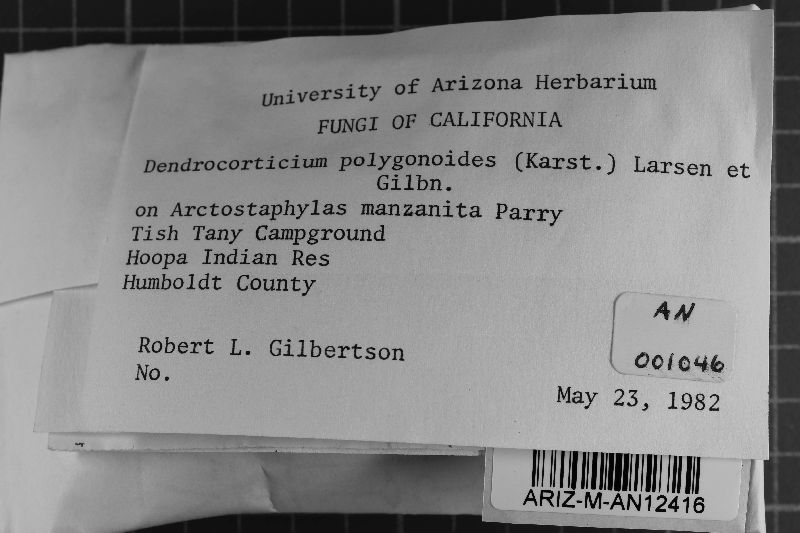 University of Arizona Herbarium
FUNGI OF CALIFORNIA
Dendrocorticium polygonoides (Karst.) Larsen et
Gilbn.
on Arctostaphylas manzanita Parry
Tish Tany Campground
Hoopa Indian Res
Humboldt County
AN
001046
Robert L. Gilbertson
No.
May 23, 1982
ARIZ-M-AN12416